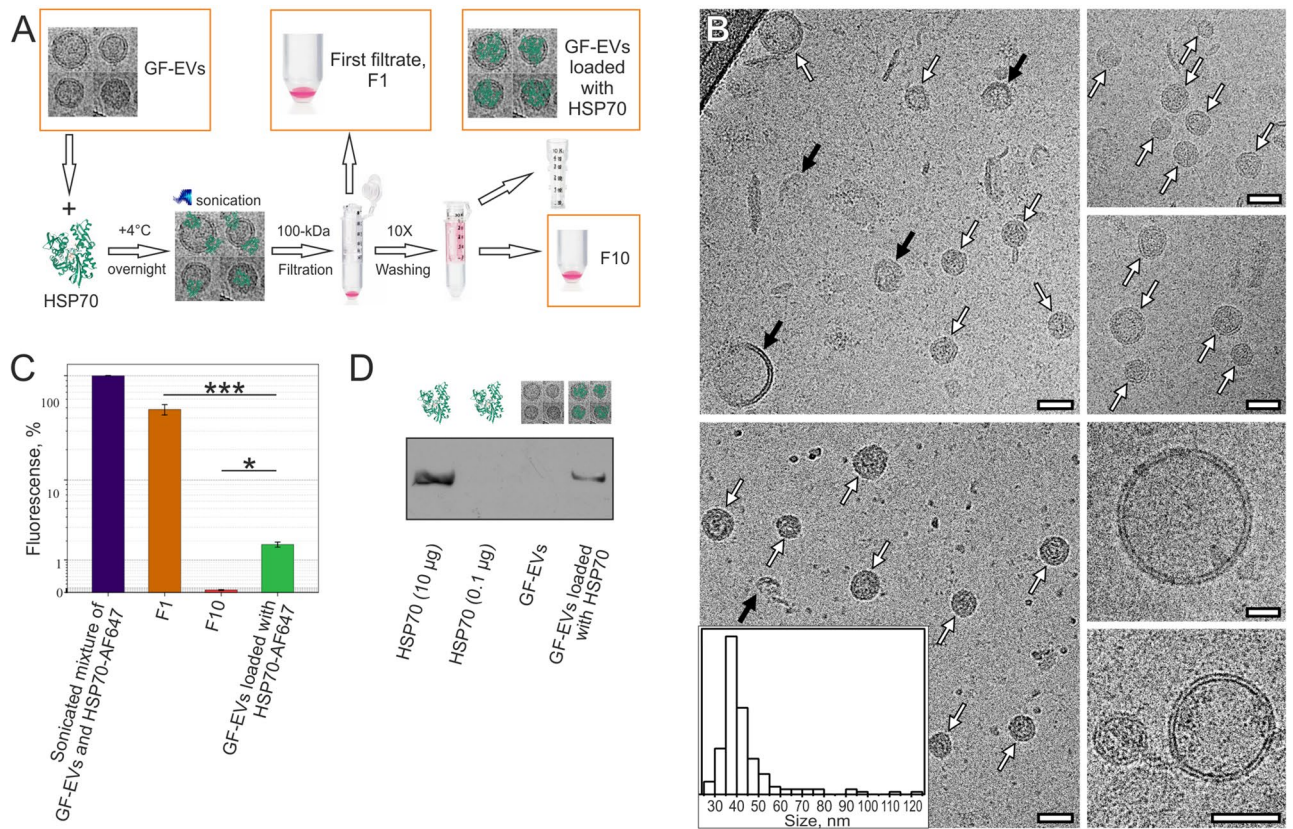 A
GF-EVs
First filtrate,
F1
GF-EVs
loaded
with
HSP70
+
HSP70
+4°C
overnight
sonication
100-kDa
Filtration
10X
Washing
F10
B
C
Fluorescense, %
100
10
1
0
***
*
Sonicated mixture of
GF-EVs and HSP70-AF647
F1
F10
GF-EVs loaded with
HSP70-AF647
D
HSP70 (10 µg)
HSP70 (0.1 µg)
GF-EVs
GF-EVs loaded
with HSP70
30 40 50 60 70 80 90 100 110 120
Size, nm